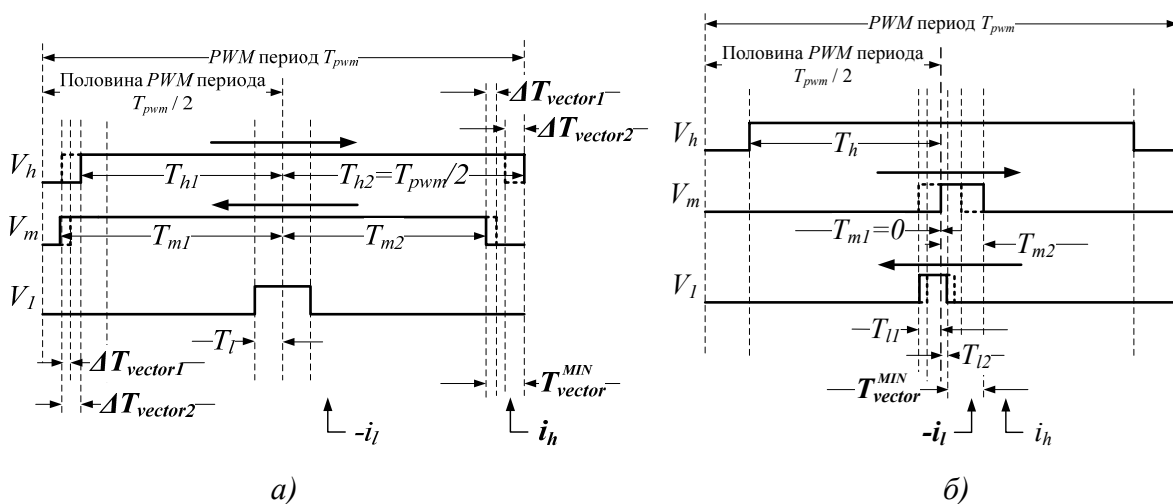 PWM период T_pwm
Половина PWM периода
T_pwm / 2
ΔT_vector1
ΔT_vector2
V_h
T_h1
T_h2=T_pwm/2
V_m
T_m1
T_m2
V_1
T_l
ΔT_vector1
ΔT_vector2
T_vector^MIN
-i_l
i_h
а)
PWM период T_pwm
Половина PWM периода
T_pwm / 2
V_h
T_h
V_m
T_m1=0
T_m2
V_1
T_l1
T_l2
T_vector^MIN
-i_l
i_h
б)